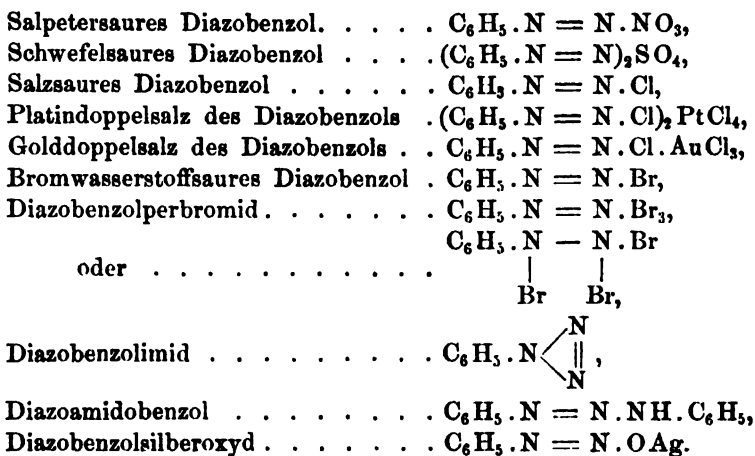 Salpetersaures Diazobenzol. . . . . C₆H₅.N = N.NO₃,
Schwefelsaures Diazobenzol . . . . .(C₆H₅.N = N)₂SO₄,
Salzsaures Diazobenzol . . . . . . C₆H₅.N = N.Cl,
Platindoppelsalz des Diazobenzols .(C₆H₅.N = N.Cl)₂PtCl₄,
Golddoppelsalz des Diazobenzols . . C₆H₅.N = N.Cl.AuCl₃,
Bromwasserstoffsaures Diazobenzol . C₆H₅.N = N.Br,
Diazobenzolperbromid . . . . . . . C₆H₅.N = N.Br₃,
C₆H₅.N – N.Br
oder . . . . . . . . . . . . | |
Br Br,
N
Diazobenzolimid . . . . . . . . . C₆H₅.N ‖ ,
N
Diazoamidobenzol . . . . . . . . C₆H₅.N = N.NH.C₆H₅,
Diazobenzolsilberoxyd . . . . . . . C₆H₅.N = N.OAg.